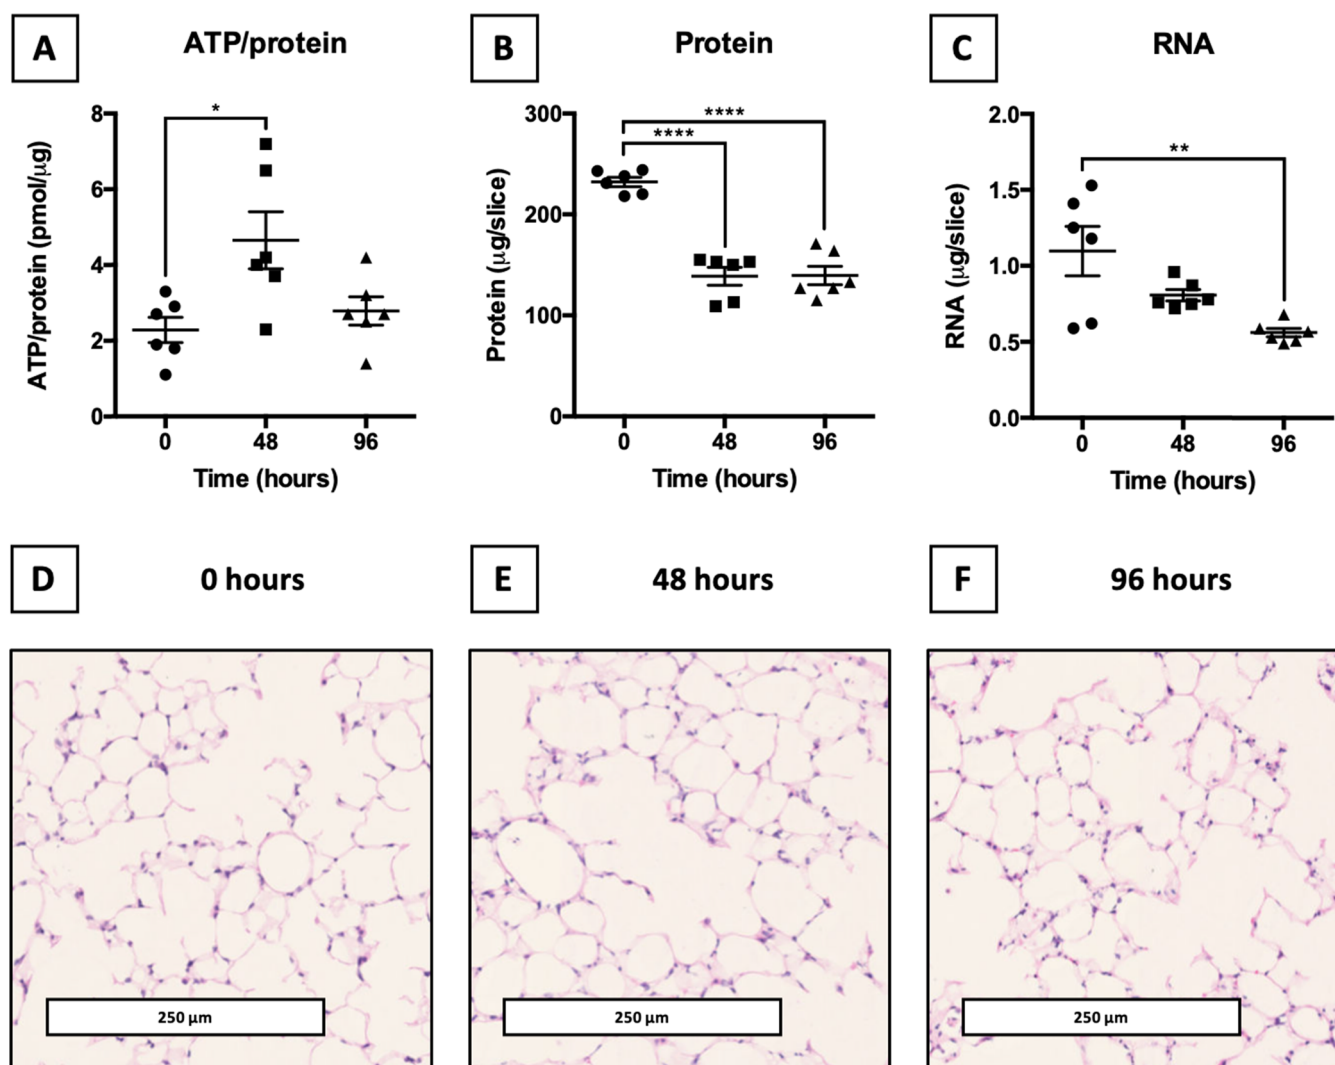 A ATP/protein
B Protein
C RNA
ATP/protein (pmol/μg)
8
6
4
2
0
*
0 48 96
Time (hours)
Protein (μg/slice)
300
200
100
0
****
****
0 48 96
Time (hours)
RNA (μg/slice)
2.0
1.5
1.0
0.5
0.0
**
0 48 96
Time (hours)
D 0 hours
E 48 hours
F 96 hours
250 μm
250 μm
250 μm